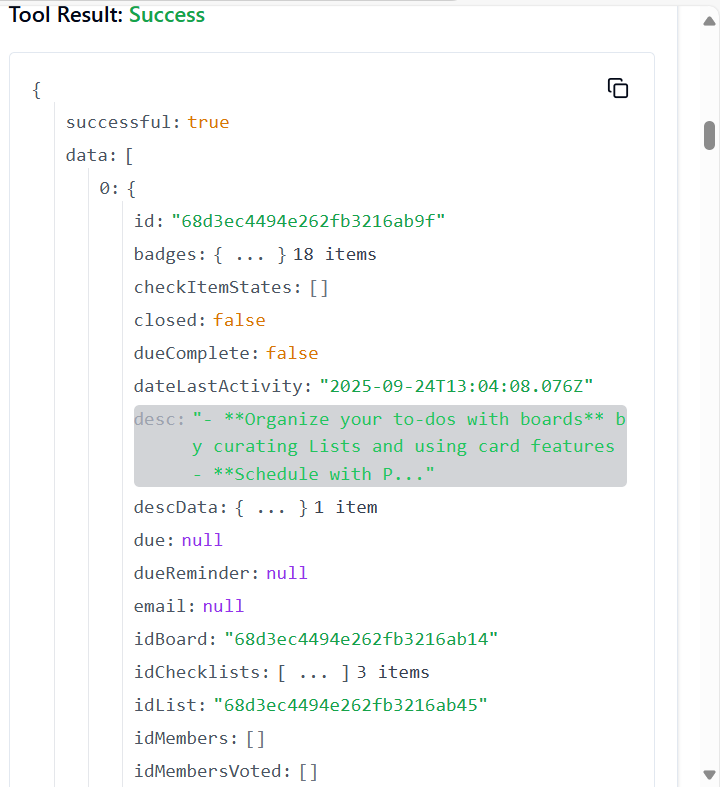 Tool Result: Success
{
successful: true
data: [
0: {
id: "68d3ec4494e262fb3216ab9f"
badges: { ... } 18 items
checkItemStates: []
closed: false
dueComplete: false
dateLastActivity: "2025-09-24T13:04:08.076Z"
desc: "- **Organize your to-dos with boards** b
y curating Lists and using card features
- **Schedule with P..."
descData: { ... } 1 item
due: null
dueReminder: null
email: null
idBoard: "68d3ec4494e262fb3216ab14"
idChecklists: [ ... ] 3 items
idList: "68d3ec4494e262fb3216ab45"
idMembers: []
idMembersVoted: []